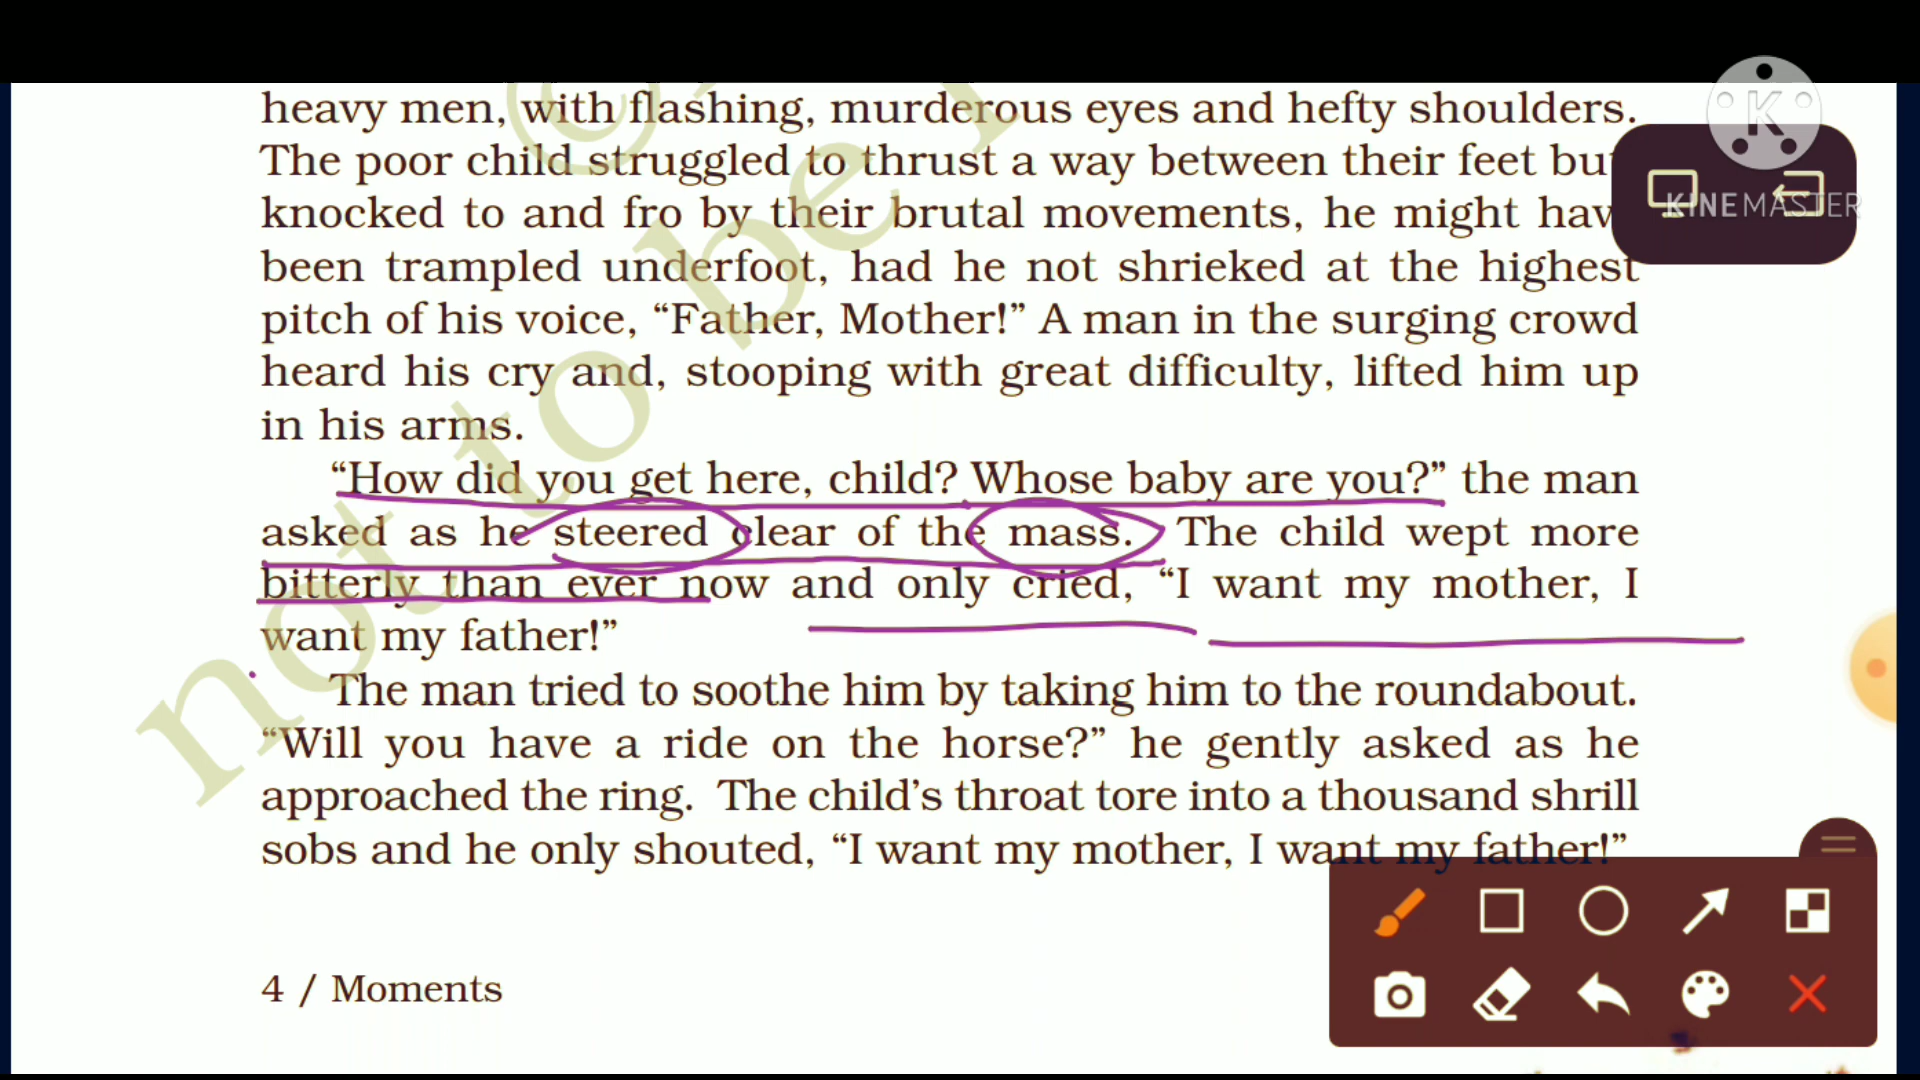 heavy men, with flashing, murderous eyes and hefty shoulders.
The poor child struggled to thrust a way between their feet but
knocked to and fro by their brutal movements, he might have
been trampled underfoot, had he not shrieked at the highest
pitch of his voice, “Father, Mother!” A man in the surging crowd
heard his cry and, stooping with great difficulty, lifted him up
in his arms.
“How did you get here, child? Whose baby are you?” the man
asked as he steered clear of the mass. The child wept more
bitterly than ever now and only cried, “I want my mother, I
want my father!”
The man tried to soothe him by taking him to the roundabout.
“Will you have a ride on the horse?” he gently asked as he
approached the ring. The child’s throat tore into a thousand shrill
sobs and he only shouted, “I want my mother, I want my father!”
4 / Moments
©
not to be r
K
KINEMASTER